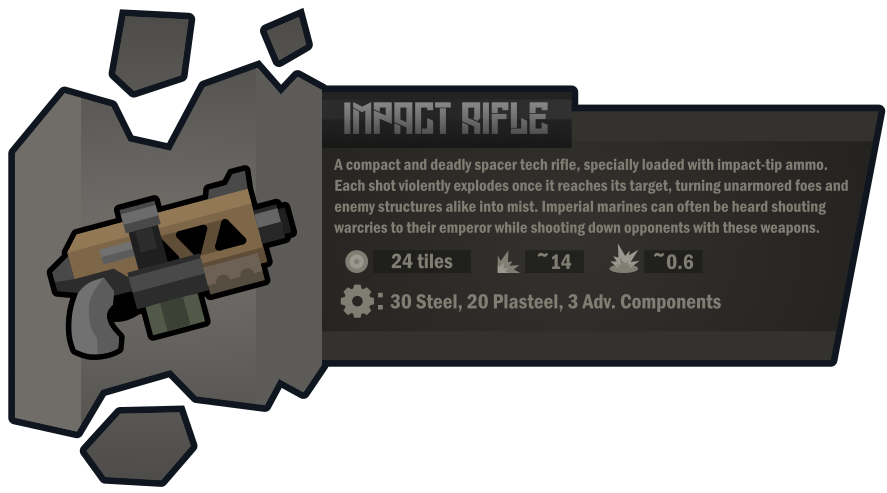 IMPACT RIFLE
A compact and deadly spacer tech rifle, specially loaded with impact-tip ammo.
Each shot violently explodes once it reaches its target, turning unarmored foes and
enemy structures alike into mist. Imperial marines can often be heard shouting
warcries to their emperor while shooting down opponents with these weapons.
24 tiles ~14 ~0.6
: 30 Steel, 20 Plasteel, 3 Adv. Components